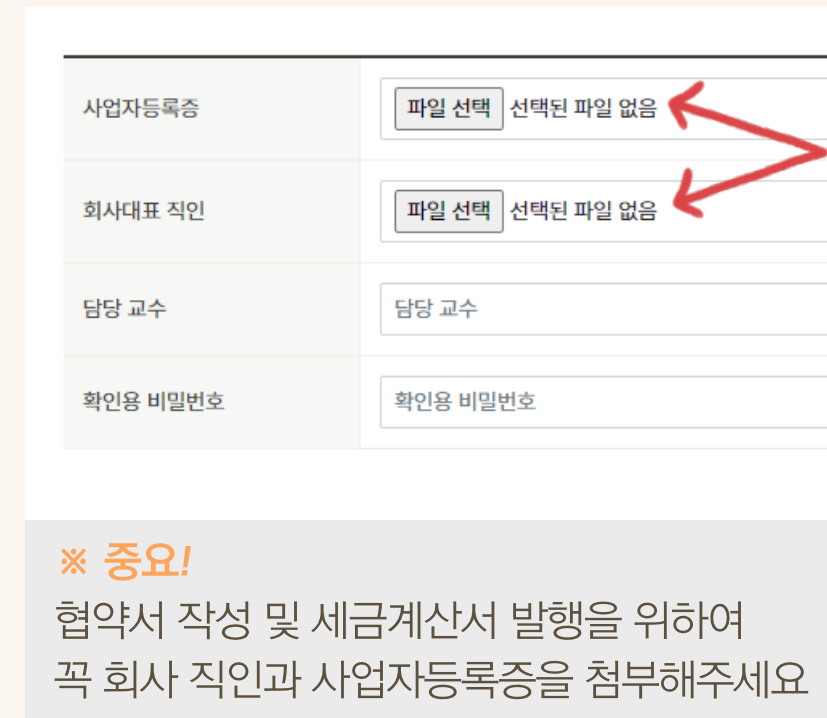 사업자등록증 파일 선택 선택된 파일 없음
회사대표 직인 파일 선택 선택된 파일 없음
담당 교수 담당 교수
확인용 비밀번호 확인용 비밀번호
※ 중요!
협약서 작성 및 세금계산서 발행을 위하여
꼭 회사 직인과 사업자등록증을 첨부해주세요